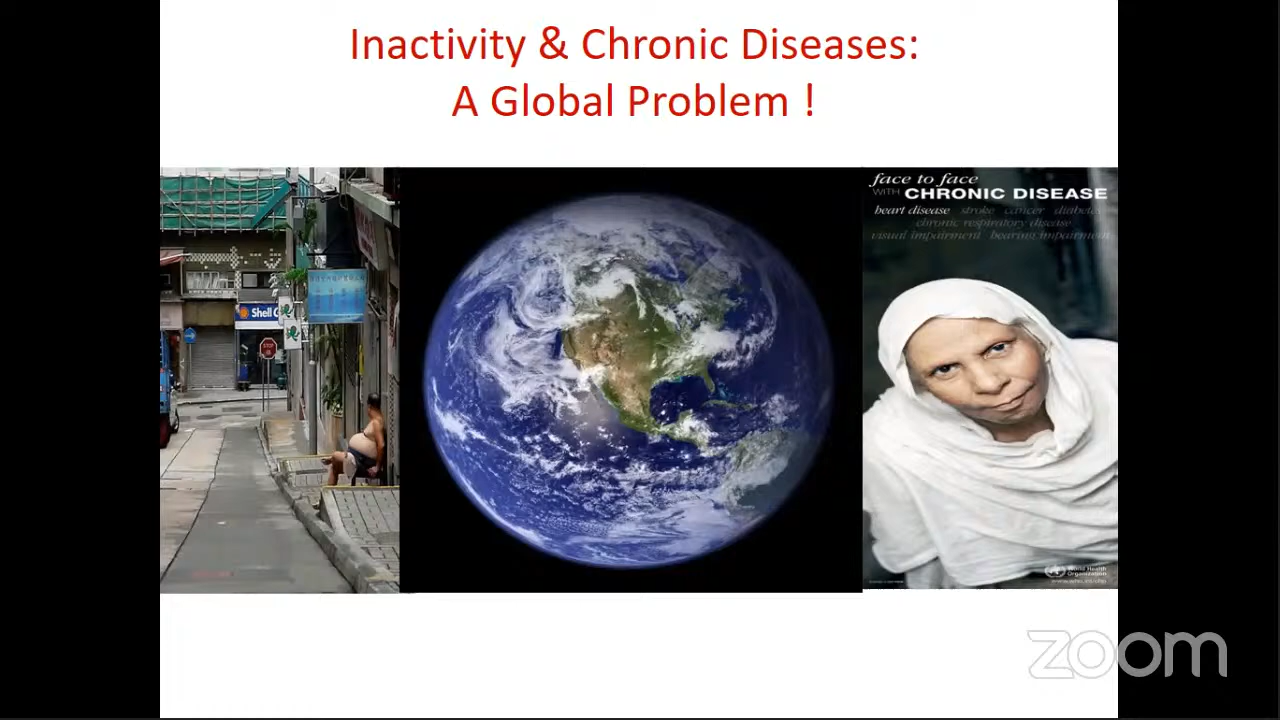 Inactivity & Chronic Diseases:
A Global Problem !
Shell
STOP
face to face
WITH CHRONIC DISEASE
heart disease stroke cancer diabetes
chronic respiratory disease
visual impairment hearing impairment
World Health
Organization
zoom